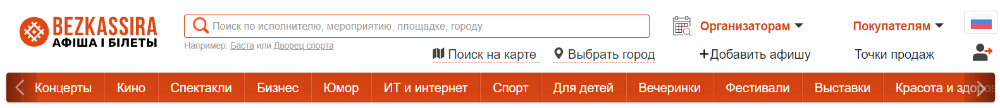 BEZKASSIRA
АФІША І БІЛЕТЫ
Поиск по исполнителю, мероприятию, площадке, городу
Например: Баста или Дворец спорта
Поиск на карте
Выбрать город
Организаторам
Покупателям
+Добавить афишу
Точки продаж
Концерты
Кино
Спектакли
Бизнес
Юмор
ИТ и интернет
Спорт
Для детей
Вечеринки
Фестивали
Выставки
Красота и здоров